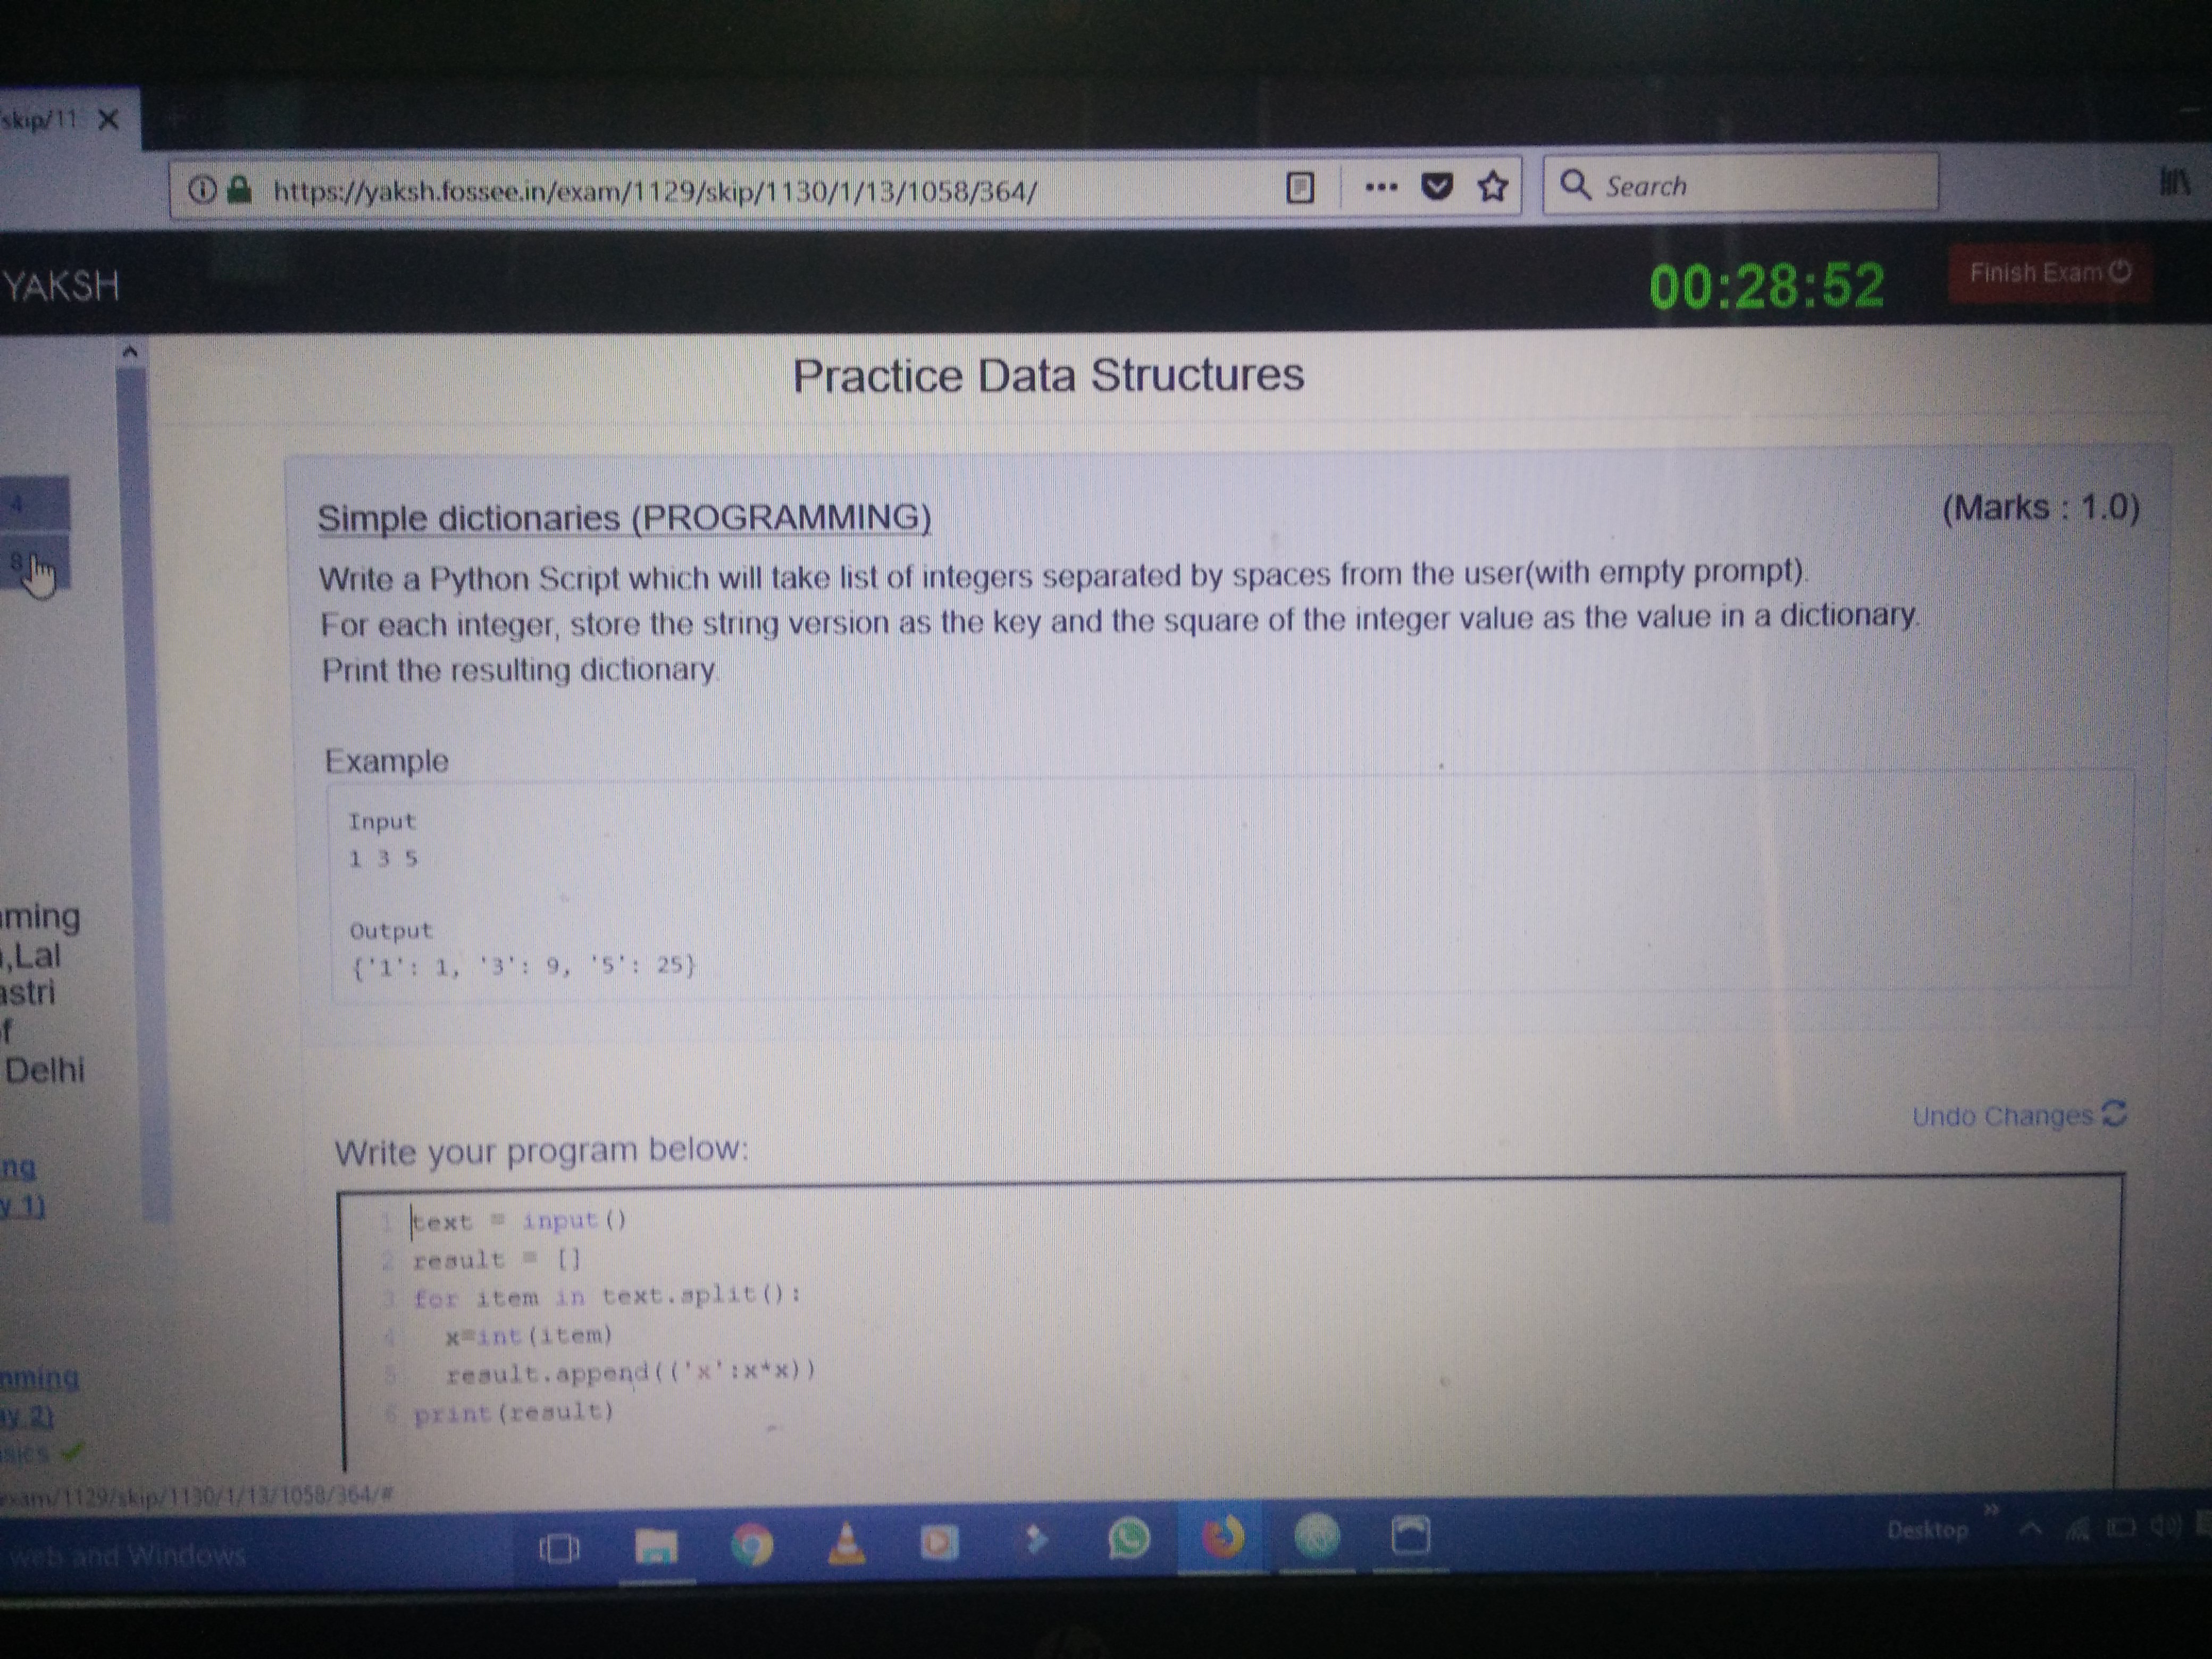 skip/11
https://yaksh.fossee.in/exam/1129/skip/1130/1/13/1058/364/
Search
YAKSH
00:28:52
Finish Exam
Practice Data Structures
4
8
Simple dictionaries (PROGRAMMING)
(Marks : 1.0)
Write a Python Script which will take list of integers separated by spaces from the user(with empty prompt).
For each integer, store the string version as the key and the square of the integer value as the value in a dictionary.
Print the resulting dictionary.
Example
Input
1 3 5
Output
{'1': 1, '3': 9, '5': 25}
ming
,Lal
astri
f
Delhi
ng
y 1)
mming
ay 2)
sics
Undo Changes
Write your program below:
1 text = input()
2 result = []
3 for item in text.split():
4 x=int(item)
5 result.append(('x':x*x))
6 print(result)
exam/1129/skip/1130/1/13/1058/364/#
web and Windows
Desktop